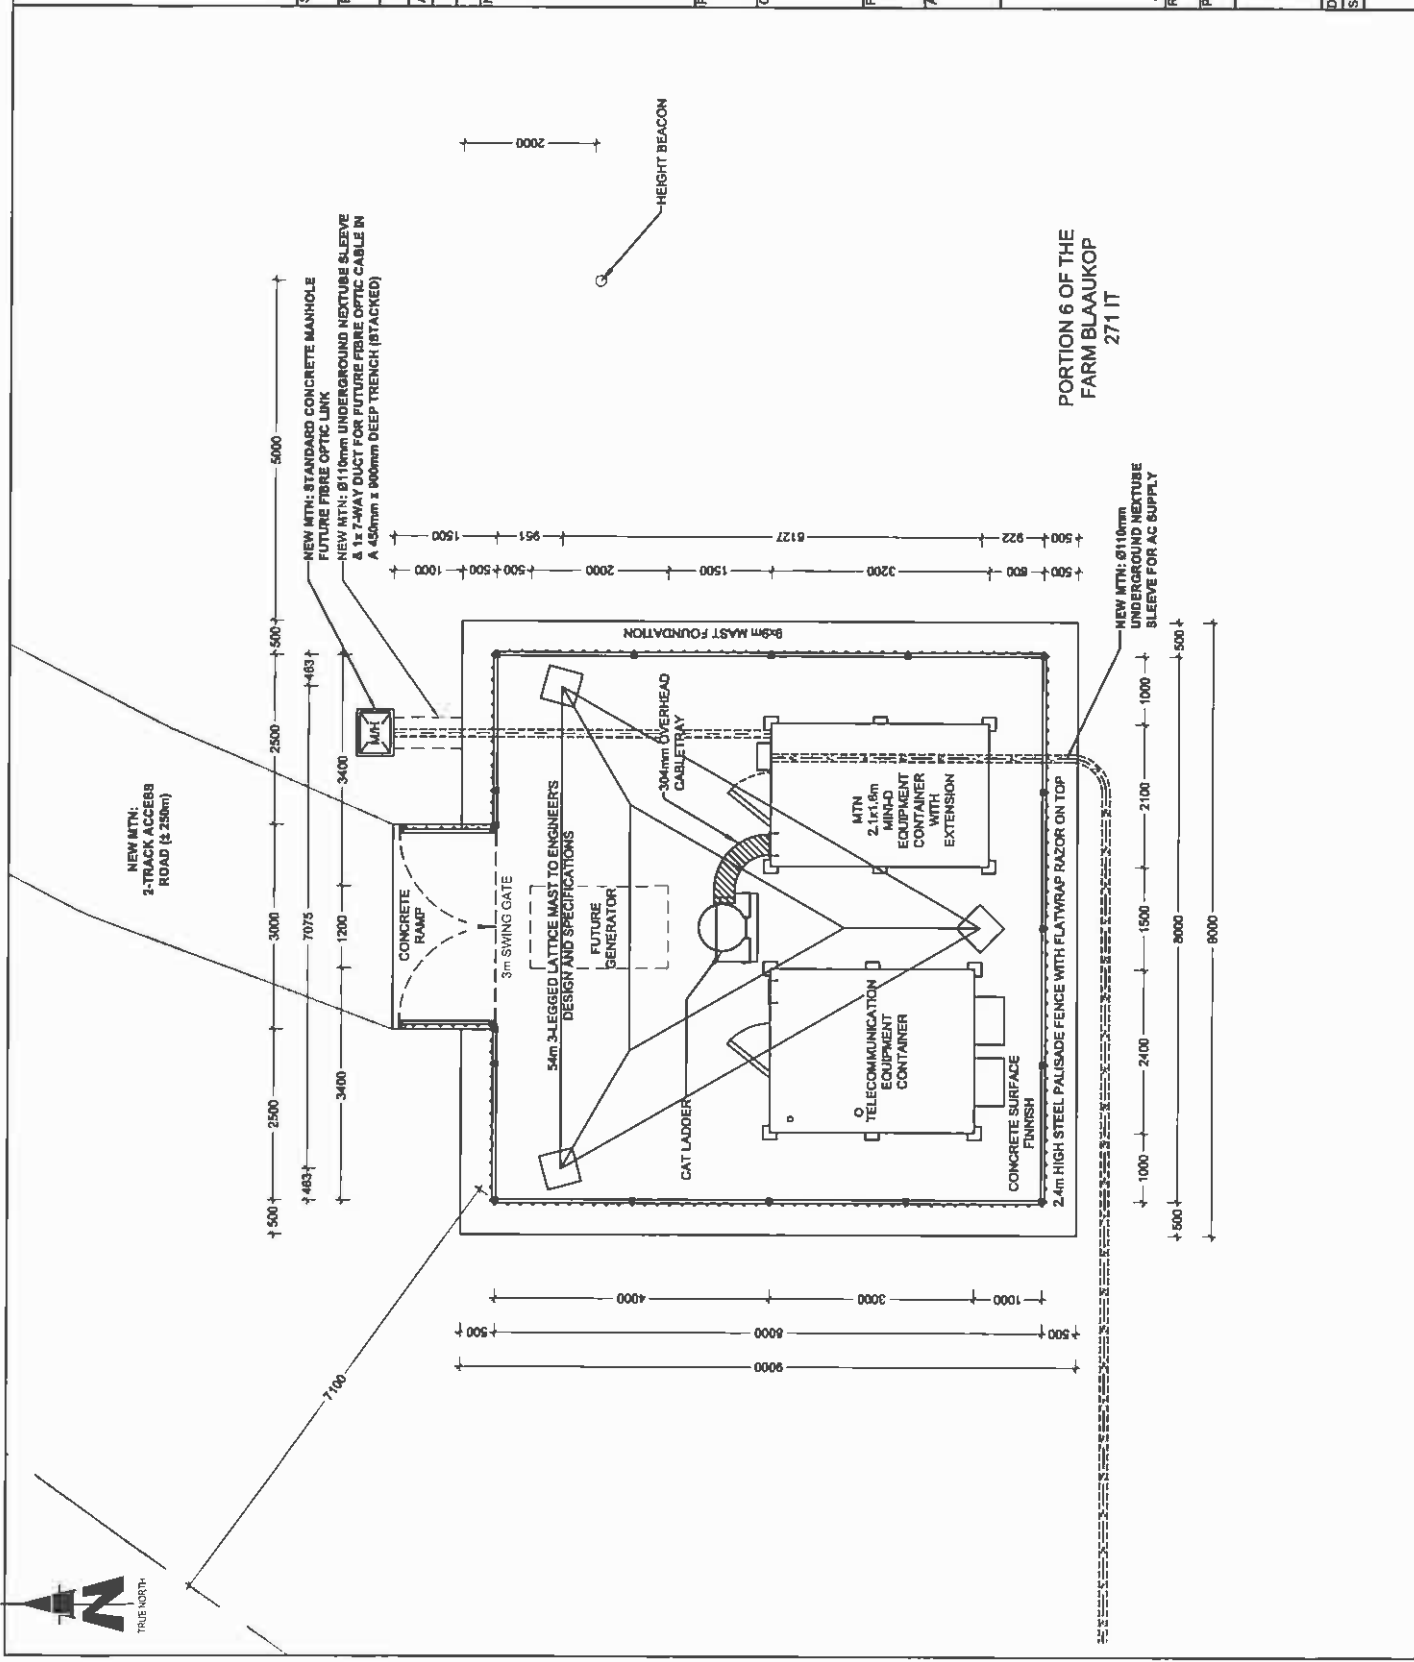 TRUE NORTH
NEW MTN:
2-TRACK ACCESS
ROAD (± 250m)
NEW MTN: STANDARD CONCRETE MANHOLE
FUTURE FIBRE OPTIC LINK
NEW MTN: Ø110mm UNDERGROUND NEXTUBE SLEEVE
& 1x 7-WAY DUCT FOR FUTURE FIBRE OPTIC CABLE IN
A 450mm x 900mm DEEP TRENCH (STACKED)
HEIGHT BEACON
2000
500
2500
3000
2500
500
5000
463
7075
463
3400
1200
3400
7100
M/H
CONCRETE
RAMP
3m SWING GATE
54m 3-LEGGED LATTICE MAST TO ENGINEER'S
DESIGN AND SPECIFICATIONS
FUTURE
GENERATOR
9x9m MAST FOUNDATION
304mm OVERHEAD
CABLETRAY
CAT LADDER
TELECOMMUNICATION
EQUIPMENT
CONTAINER
MTN
2.1x1.6m
MINI-D
EQUIPMENT
CONTAINER
WITH
EXTENSION
CONCRETE SURFACE
FINNISH
2.4m HIGH STEEL PALISADE FENCE WITH FLATWRAP RAZOR ON TOP
1500
951
6127
922
500
1000
500
500
2000
1500
3200
800
500
4000
3000
1000
500
8000
500
9000
NEW MTN: Ø110mm
UNDERGROUND NEXTUBE
SLEEVE FOR AC SUPPLY
1000
2400
1500
2100
1000
500
8000
500
9000
PORTION 6 OF THE
FARM BLAAUKOP
271 IT